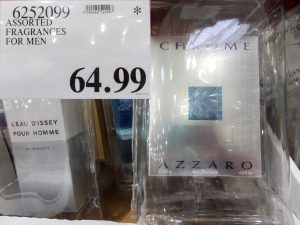 6252099
*
ASSORTED
FRAGRANCES
FOR MEN
64.99
CHROME
L'EAU D'ISSEY
POUR HOMME
AZZARO